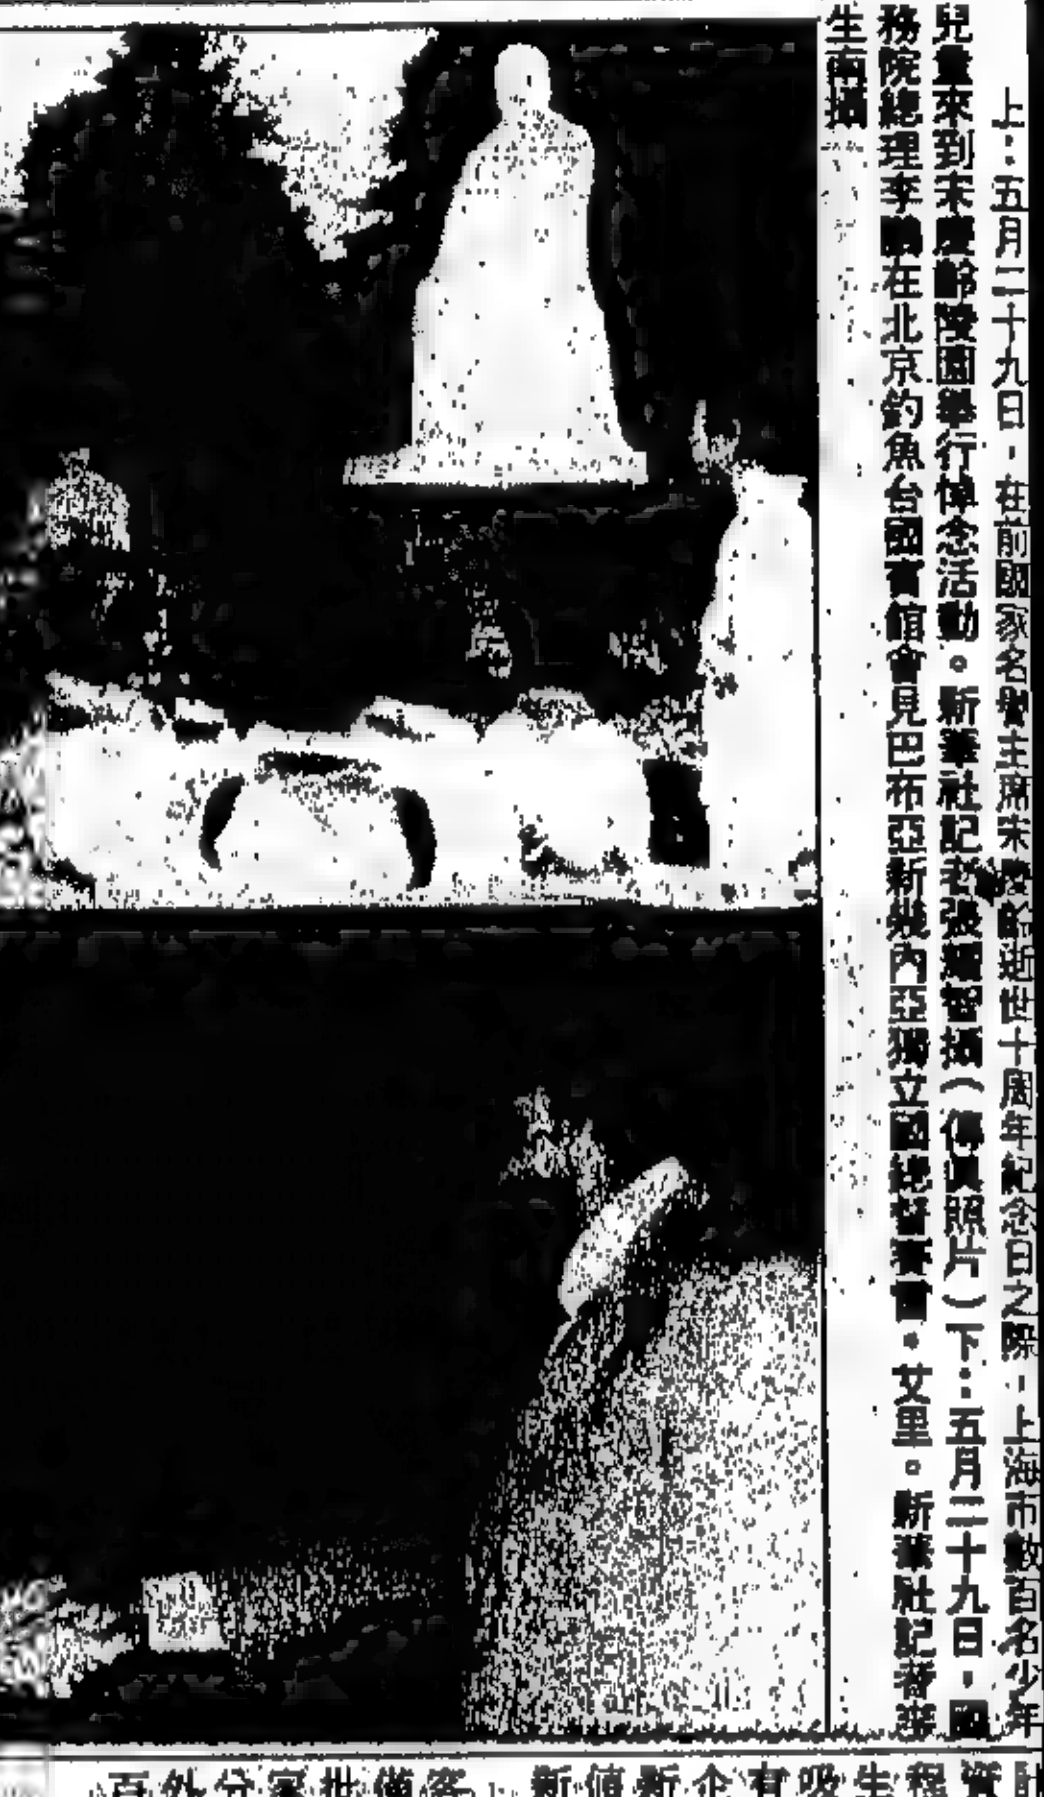 上：五月二十九日，在前國家名譽主席宋慶齡逝世十周年紀念日之際，上海市數百名少年
兒童來到宋慶齡陵園舉行悼念活動。新華社記者張耀智攝（傳真照片）下：五月二十九日，國
務院總理李鵬在北京釣魚台國賓館會見巴布亞新幾內亞獨立國總督賽雷·艾里。新華社記者
生南攝